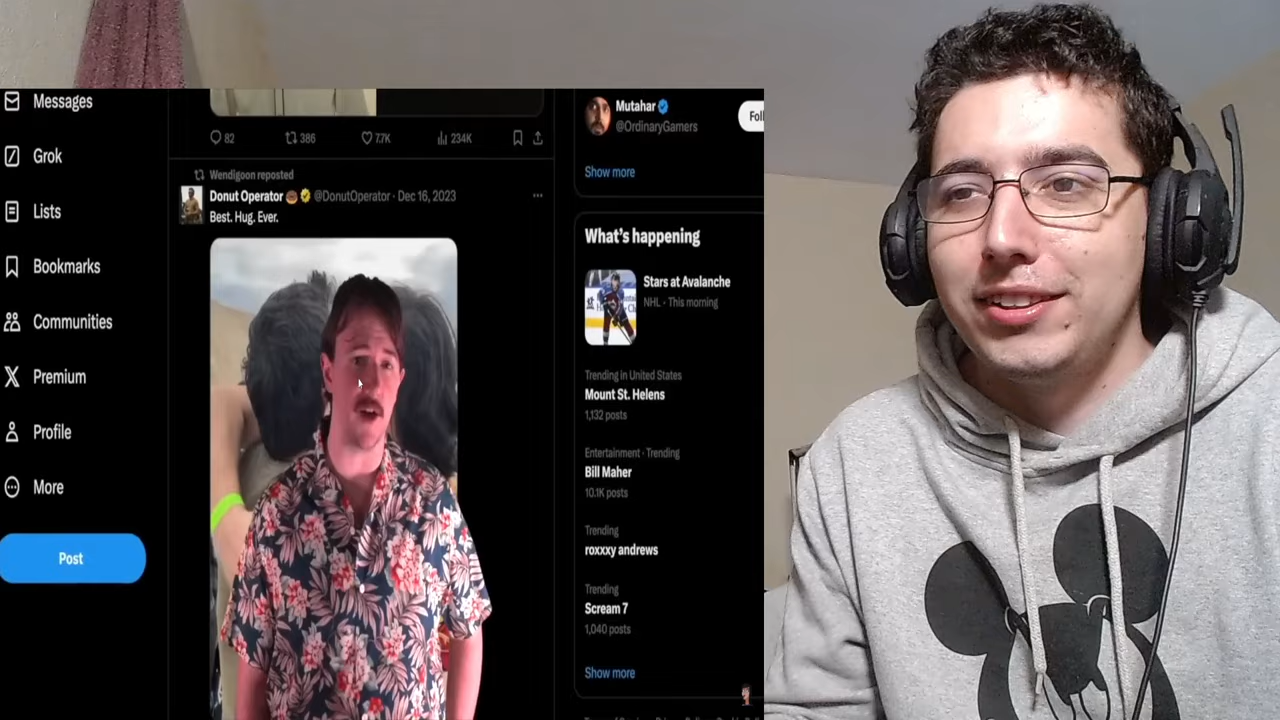 Messages
Grok
Lists
Bookmarks
Communities
Premium
Profile
More
Post
82
386
7.7K
234K
Wendigoon reposted
Donut Operator @DonutOperator · Dec 16, 2023
Best. Hug. Ever.
Mutahar
@OrdinaryGamers
Foll
Show more
What's happening
Stars at Avalanche
NHL · This morning
Trending in United States
Mount St. Helens
1,132 posts
Entertainment · Trending
Bill Maher
10.1K posts
Trending
roxxxy andrews
Trending
Scream 7
1,040 posts
Show more